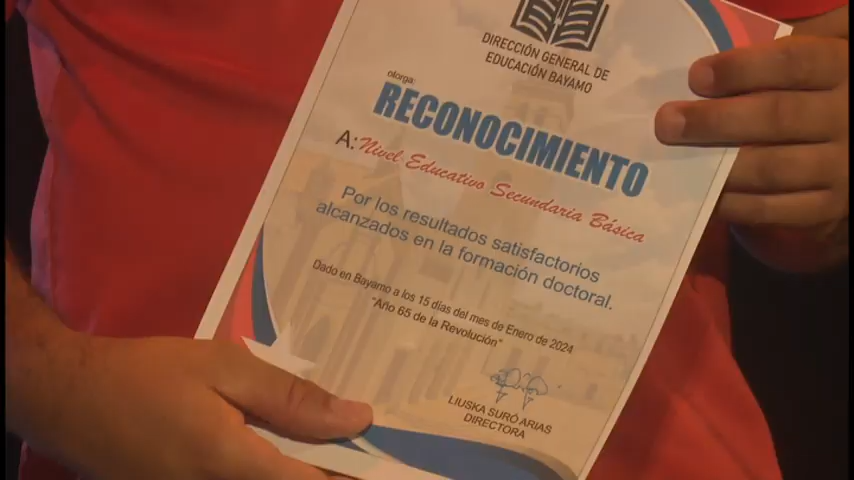 DIRECCIÓN GENERAL DE
EDUCACIÓN BAYAMO
otorga:
RECONOCIMIENTO
A: Nivel Educativo Secundaria Básica
Por los resultados satisfactorios
alcanzados en la formación doctoral.
Dado en Bayamo a los 15 días del mes de Enero de 2024
"Año 65 de la Revolución"
LIUSKA SURÓ ARIAS
DIRECTORA